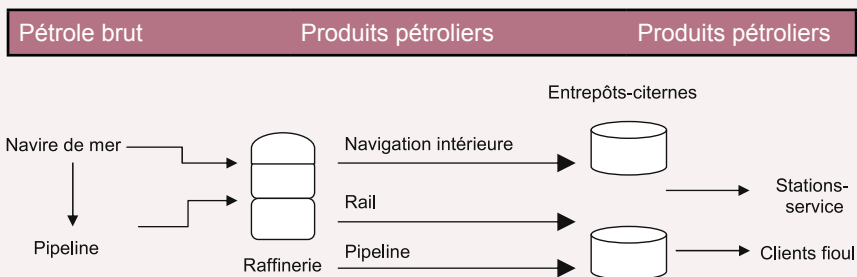 Pétrole brut Produits pétroliers Produits pétroliers
Entrepôts-citernes
Navire de mer
Navigation intérieure
Rail
Stations-
service
Pipeline
Raffinerie
Pipeline
Clients fioul